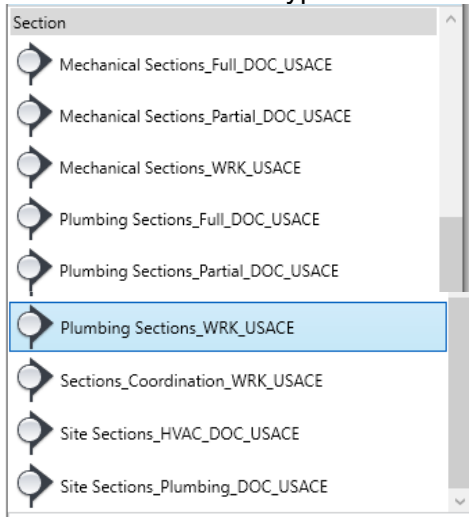 Section
Mechanical Sections_Full_DOC_USACE
Mechanical Sections_Partial_DOC_USACE
Mechanical Sections_WRK_USACE
Plumbing Sections_Full_DOC_USACE
Plumbing Sections_Partial_DOC_USACE
Plumbing Sections_WRK_USACE
Sections_Coordination_WRK_USACE
Site Sections_HVAC_DOC_USACE
Site Sections_Plumbing_DOC_USACE